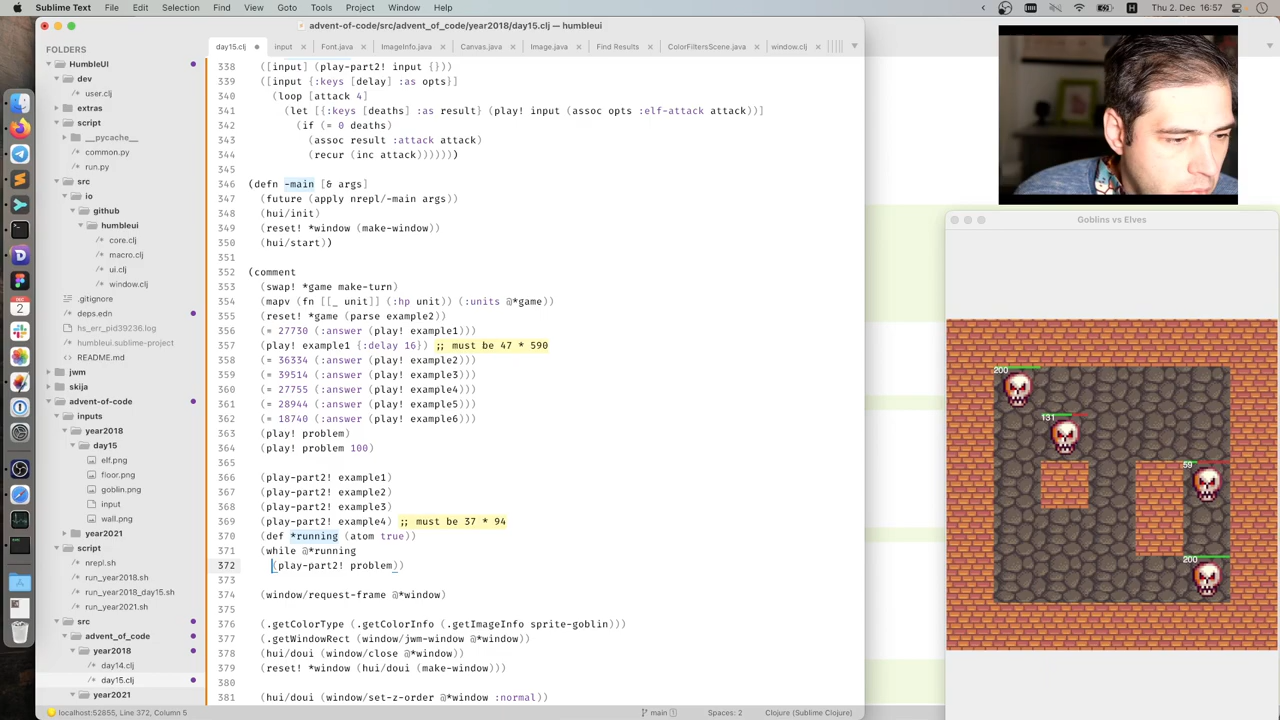 Sublime Text File Edit Selection Find View Goto Tools Project Window Help
Thu Dec 2 16:57
advent-of-code/src/advent_of_code/year2018/day15.clj — humbleui
FOLDERS
HumbleUI
dev
user.clj
extras
script
__pycache__
common.py
run.py
src
io
github
humbleui
core.clj
macro.clj
ui.clj
window.clj
.gitignore
deps.edn
hs_err_pid39236.log
humbleui.sublime-project
README.md
jwm
skija
advent-of-code
inputs
year2018
day15
elf.png
floor.png
goblin.png
input
wall.png
year2021
script
nrepl.sh
run_year2018.sh
run_year2018_day15.sh
run_year2021.sh
src
advent_of_code
year2018
day14.clj
day15.clj
year2021
day15.clj input Font.java ImageInfo.java Canvas.java Image.java Find Results ColorFiltersScene.java window.clj
338 ([input] (play-part2! input {}))
339 ([input {:keys [delay] :as opts}]
340 (loop [attack 4]
341 (let [{:keys [deaths] :as result} (play! input (assoc opts :elf-attack attack))]
342 (if (= 0 deaths)
343 (assoc result :attack attack)
344 (recur (inc attack))))))
345
346 (defn -main [& args]
347 (future (apply nrepl/-main args))
348 (hui/init)
349 (reset! *window (make-window))
350 (hui/start))
351
352 (comment
353 (swap! *game make-turn)
354 (mapv (fn [[_ unit]] (:hp unit)) (:units @*game))
355 (reset! *game (parse example2))
356 (= 27730 (:answer (play! example1)))
357 (play! example1 {:delay 16}) ;; must be 47 * 590
358 (= 36334 (:answer (play! example2)))
359 (= 39514 (:answer (play! example3)))
360 (= 27755 (:answer (play! example4)))
361 (= 28944 (:answer (play! example5)))
362 (= 18740 (:answer (play! example6)))
363 (play! problem)
364 (play! problem 100)
365
366 (play-part2! example1)
367 (play-part2! example2)
368 (play-part2! example3)
369 (play-part2! example4) ;; must be 37 * 94
370 (def *running (atom true))
371 (while @*running
372 (play-part2! problem))
373
374 (window/request-frame @*window)
375
376 (.getColorType (.getColorInfo (.getImageInfo sprite-goblin)))
377 (.getWindowRect (window/jwm-window @*window))
378 (hui/doui (window/close @*window))
379 (reset! *window (hui/doui (make-window)))
380
381 (hui/doui (window/set-z-order @*window :normal))
localhost:52855, Line 372, Column 5 main 1 Spaces: 2 Clojure (Sublime Clojure)
DEC
2
Goblins vs Elves
200
131
59
200